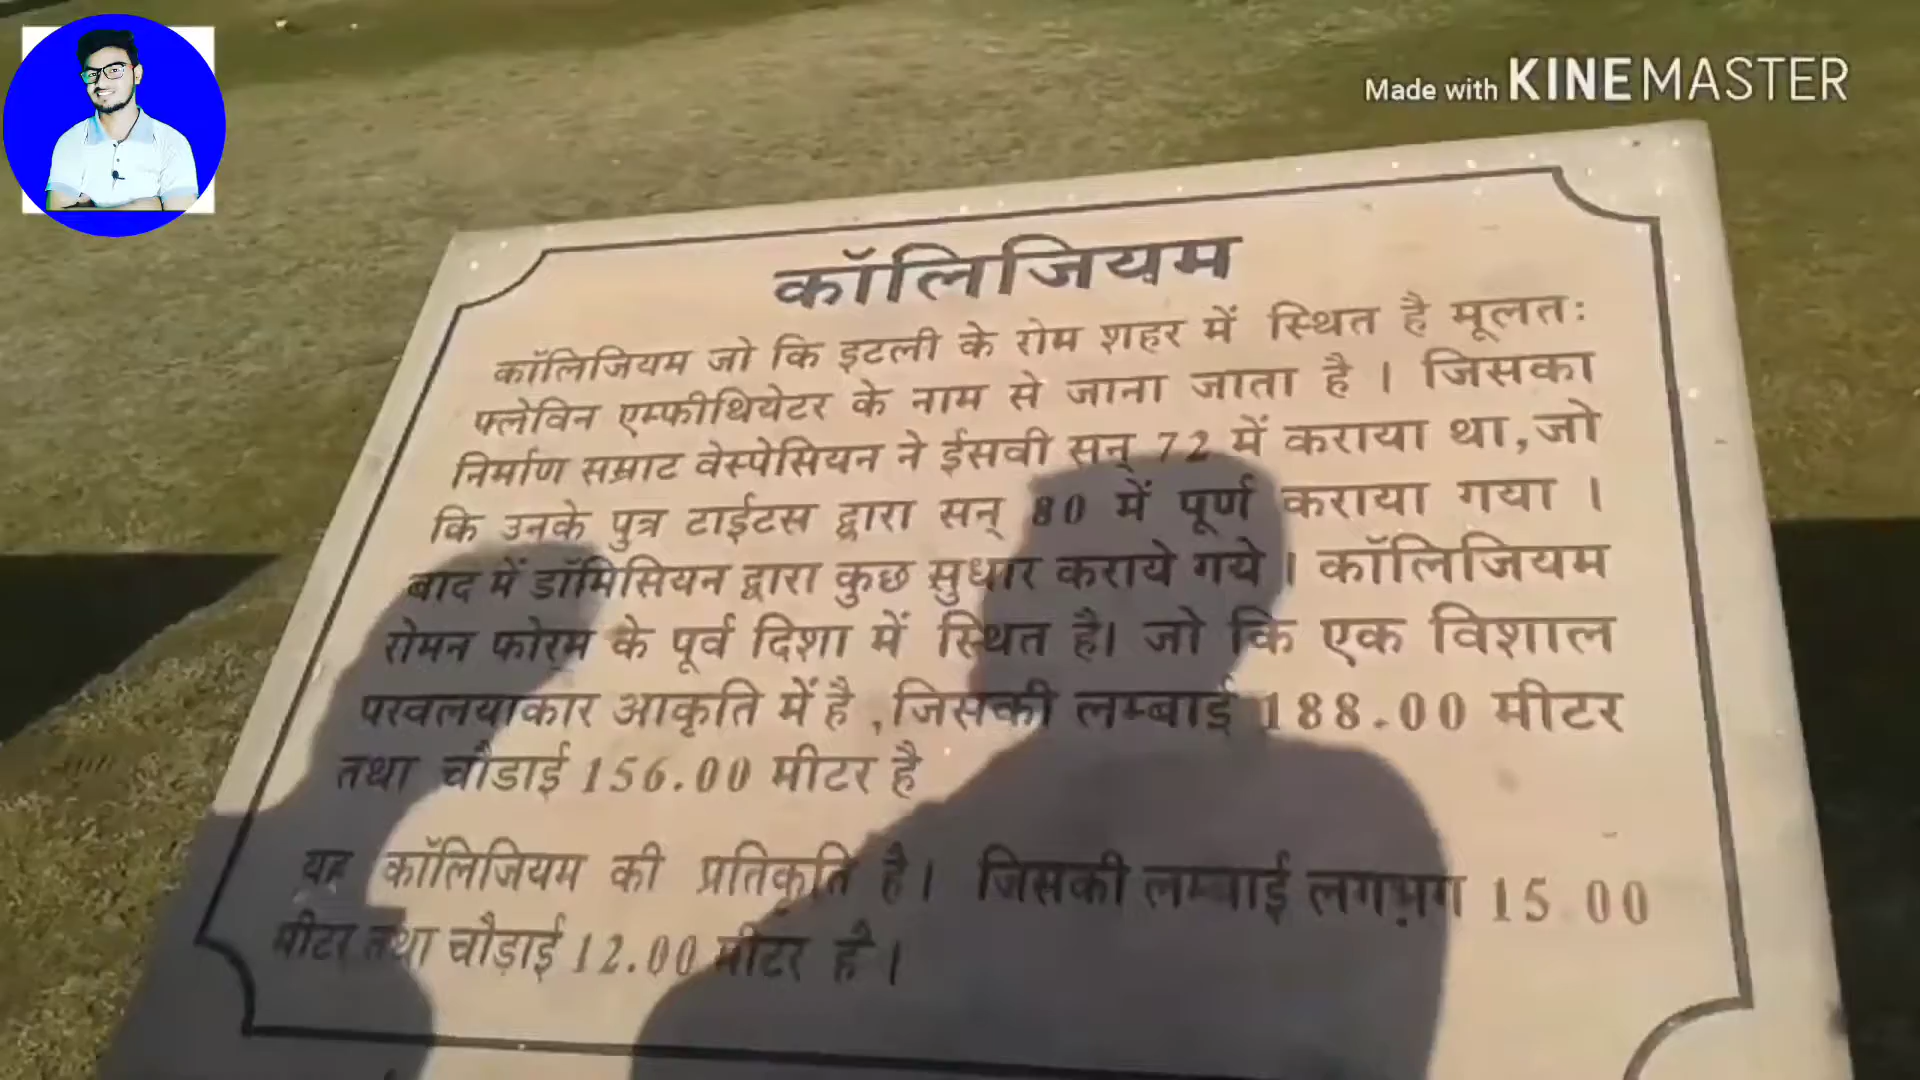 Made with KINEMASTER
कॉलिजियम
कॉलिजियम जो कि इटली के रोम शहर में स्थित है मूलतः
फ्लेविन एम्फीथियेटर के नाम से जाना जाता है । जिसका
निर्माण सम्राट वेस्पेसियन ने ईसवी सन् 72 में कराया था,जो
कि उनके पुत्र टाईटस द्वारा सन् 80 में पूर्ण कराया गया ।
बाद में डॉमिसियन द्वारा कुछ सुधार कराये गये । कॉलिजियम
रोमन फोरम के पूर्व दिशा में स्थित है। जो कि एक विशाल
परवलयाकार आकृति में है ,जिसकी लम्बाई 188.00 मीटर
तथा चौडाई 156.00 मीटर है
यह कॉलिजियम की प्रतिकृति है। जिसकी लम्बाई लगभग 15.00
मीटर तथा चौड़ाई 12.00 मीटर है ।